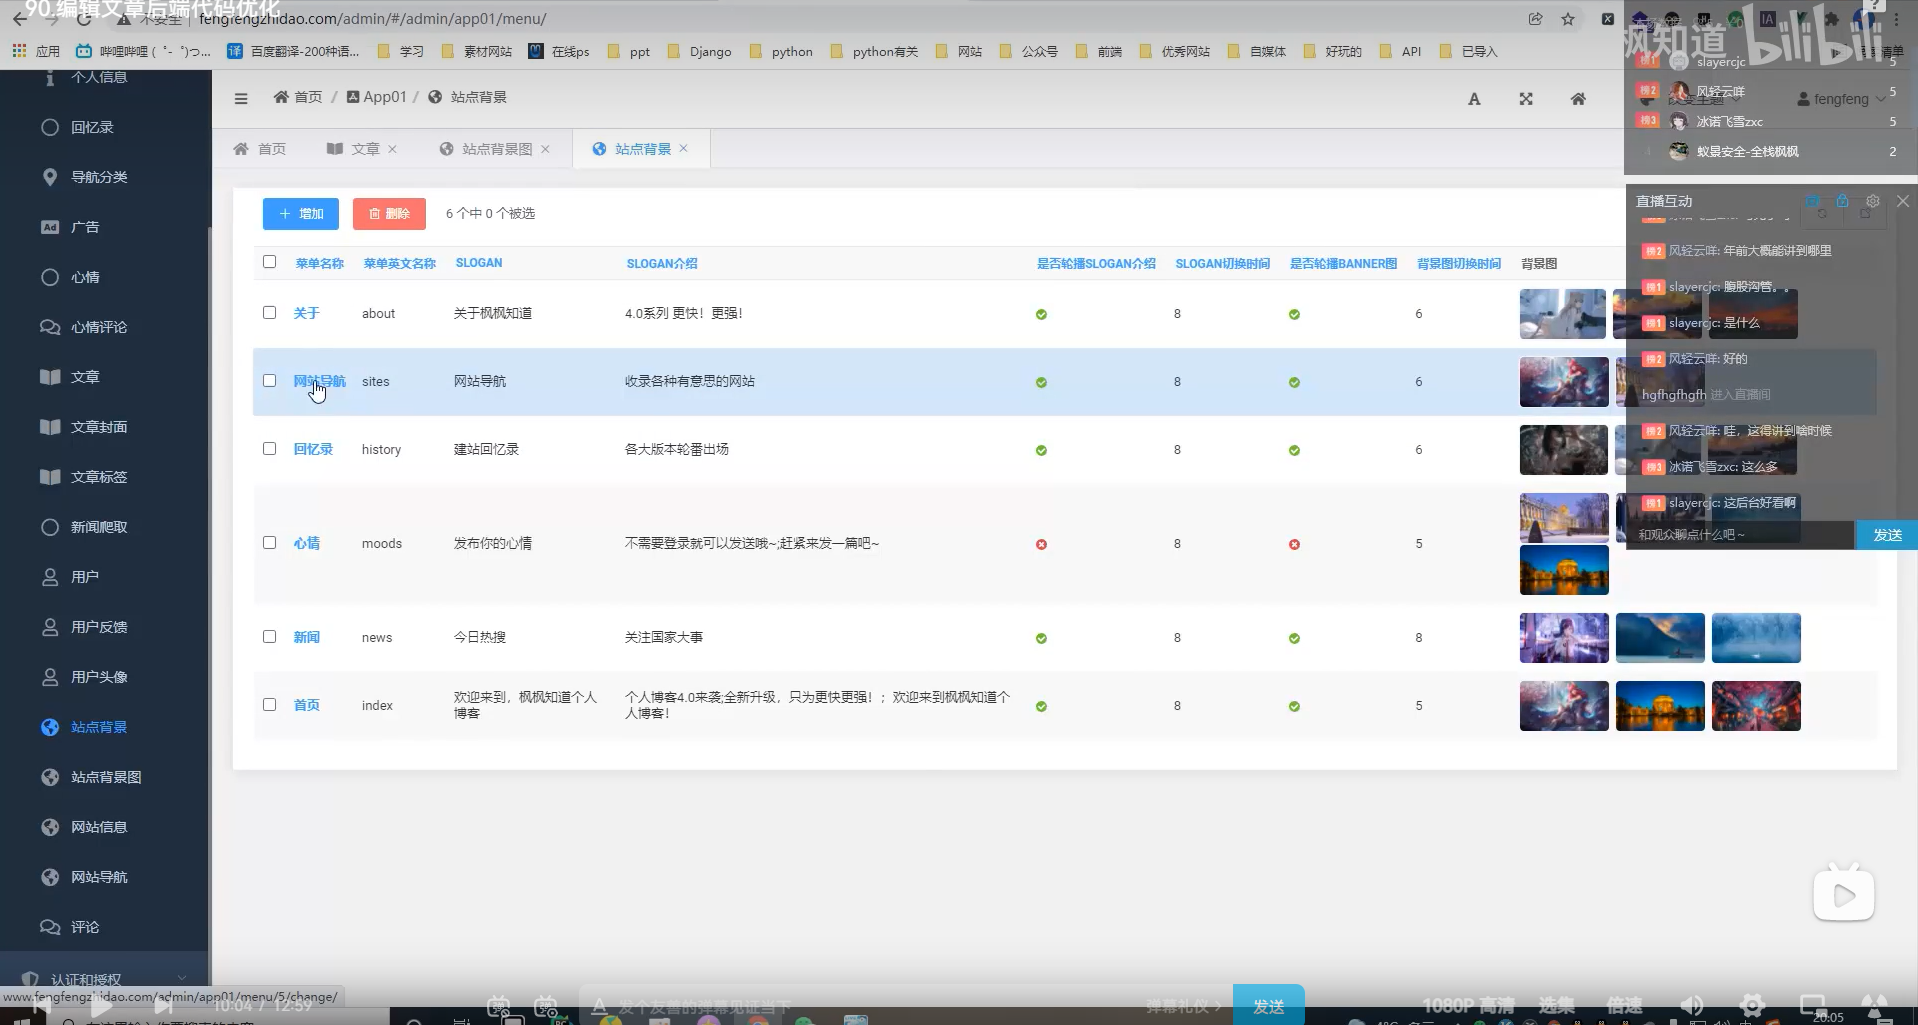 90.编辑文章后端代码优化
不安全 fengfengzhidao.com/admin/#/admin/app01/menu/
应用 哔哩哔哩 ( ゜- ゜)つ... 百度翻译-200种语... 学习 素材网站 在线ps ppt Django python python有关 网站 公众号 前端 优秀网站 自媒体 好玩的 API 已导入
枫知道 bilibili
榜1 slayercjc 5
榜2 风轻云咩 5
榜3 冰诺飞雪zxc 5
4 蚁景安全-全栈枫枫 2
改变主题 fengfeng
首页 / App01 / 站点背景
首页 文章 站点背景图 站点背景
个人信息
回忆录
导航分类
广告
心情
心情评论
文章
文章封面
文章标签
新闻爬取
用户
用户反馈
用户头像
站点背景
站点背景图
网站信息
网站导航
评论
认证和授权
增加 删除 6 个中 0 个被选
菜单名称 菜单英文名称 SLOGAN SLOGAN介绍 是否轮播SLOGAN介绍 SLOGAN切换时间 是否轮播BANNER图 背景图切换时间 背景图
关于 about 关于枫枫知道 4.0系列 更快！更强！ 8 6
网站导航 sites 网站导航 收录各种有意思的网站 8 6
回忆录 history 建站回忆录 各大版本轮番出场 8 6
心情 moods 发布你的心情 不需要登录就可以发送哦~;赶紧来发一篇吧~ 8 5
新闻 news 今日热搜 关注国家大事 8 8
首页 index 欢迎来到，枫枫知道个人博客 个人博客4.0来袭;全新升级，只为更快更强！；欢迎来到枫枫知道个人博客！ 8 5
直播互动
榜2 风轻云咩: 年前大概能讲到哪里
榜1 slayercjc: 腹股沟管。。
榜1 slayercjc: 是什么
榜2 风轻云咩: 好的
hgfhgfhgfh 进入直播间
榜2 风轻云咩: 哇，这得讲到啥时候
榜3 冰诺飞雪zxc: 这么多
榜1 slayercjc: 这后台好看啊
和观众聊点什么吧～ 发送
www.fengfengzhidao.com/admin/app01/menu/5/change/
10:04 / 12:59
发个友善的弹幕见证当下 弹幕礼仪 发送
1080P 高清 选集 倍速
20:05